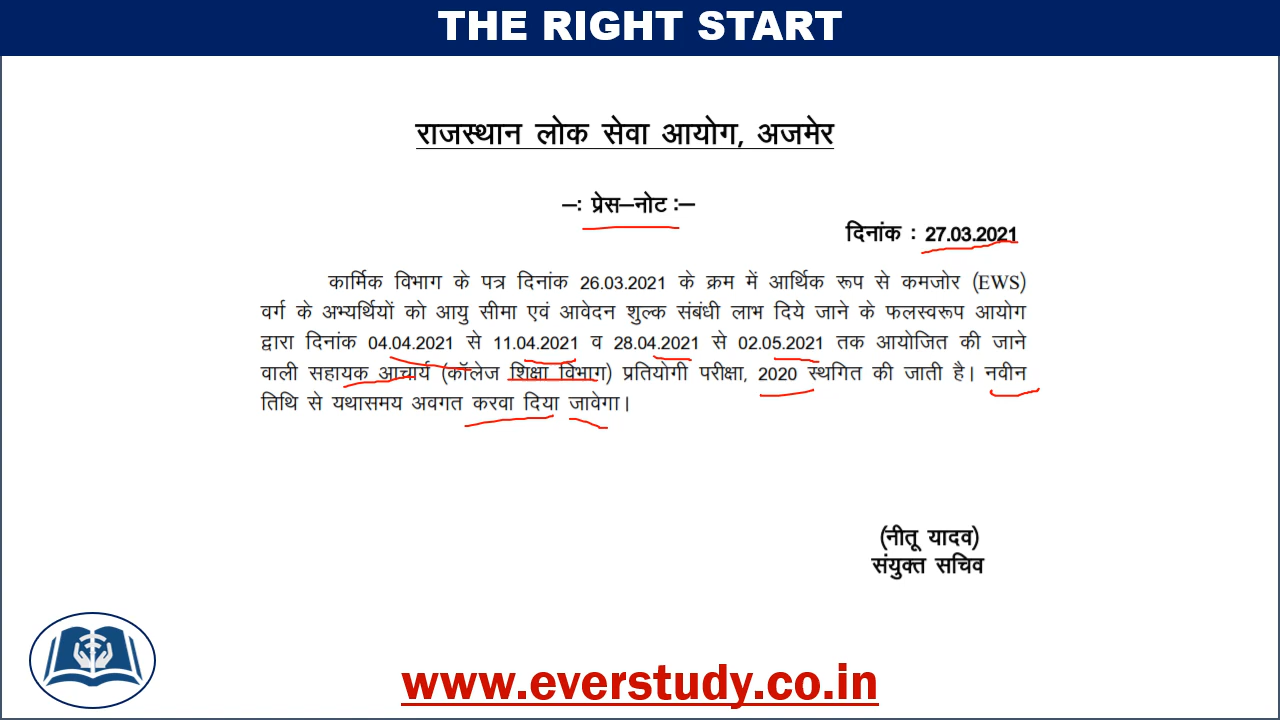 THE RIGHT START
राजस्थान लोक सेवा आयोग, अजमेर
–: प्रेस–नोट :–
दिनांक : 27.03.2021
कार्मिक विभाग के पत्र दिनांक 26.03.2021 के क्रम में आर्थिक रूप से कमजोर (EWS)
वर्ग के अभ्यर्थियों को आयु सीमा एवं आवेदन शुल्क संबंधी लाभ दिये जाने के फलस्वरूप आयोग
द्वारा दिनांक 04.04.2021 से 11.04.2021 व 28.04.2021 से 02.05.2021 तक आयोजित की जाने
वाली सहायक आचार्य (कॉलेज शिक्षा विभाग) प्रतियोगी परीक्षा, 2020 स्थगित की जाती है। नवीन
तिथि से यथासमय अवगत करवा दिया जावेगा।
(नीतू यादव)
संयुक्त सचिव
www.everstudy.co.in